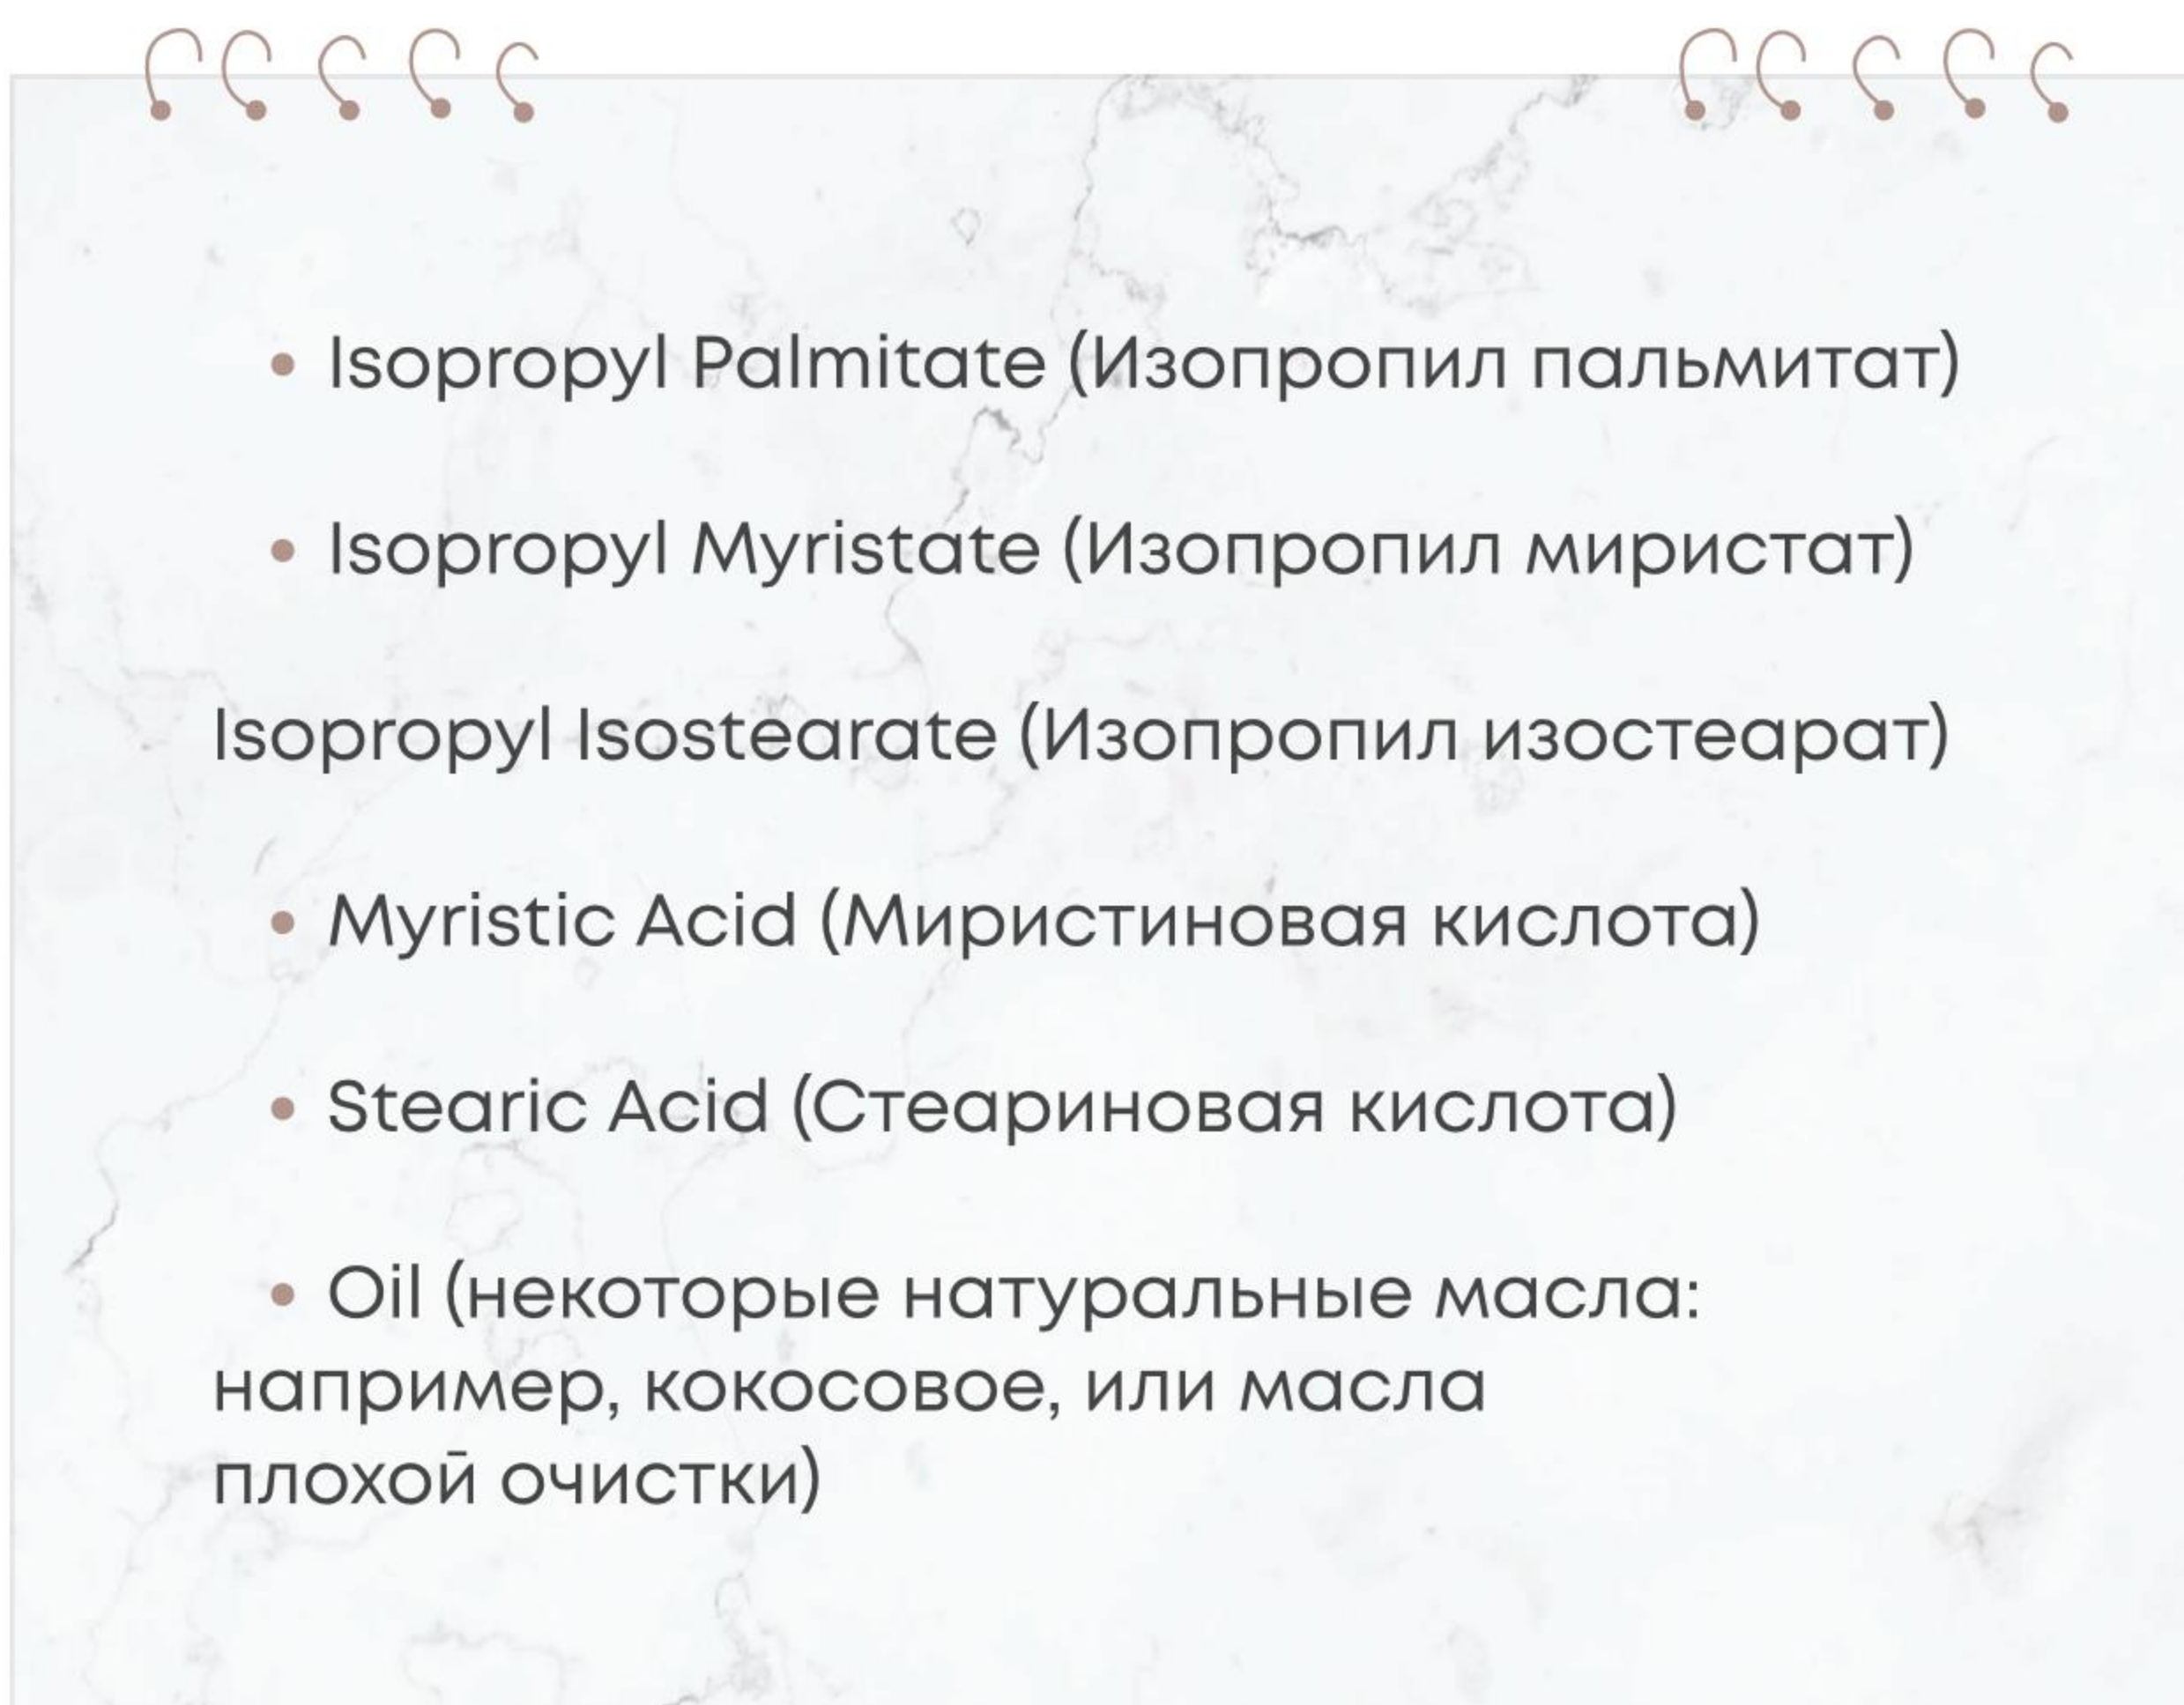 • Isopropyl Palmitate (Изопропил пальмитат)
• Isopropyl Myristate (Изопропил миристат)
Isopropyl Isostearate (Изопропил изостеарат)
• Myristic Acid (Миристиновая кислота)
• Stearic Acid (Стеариновая кислота)
• Oil (некоторые натуральные масла:
например, кокосовое, или масла
плохой очистки)